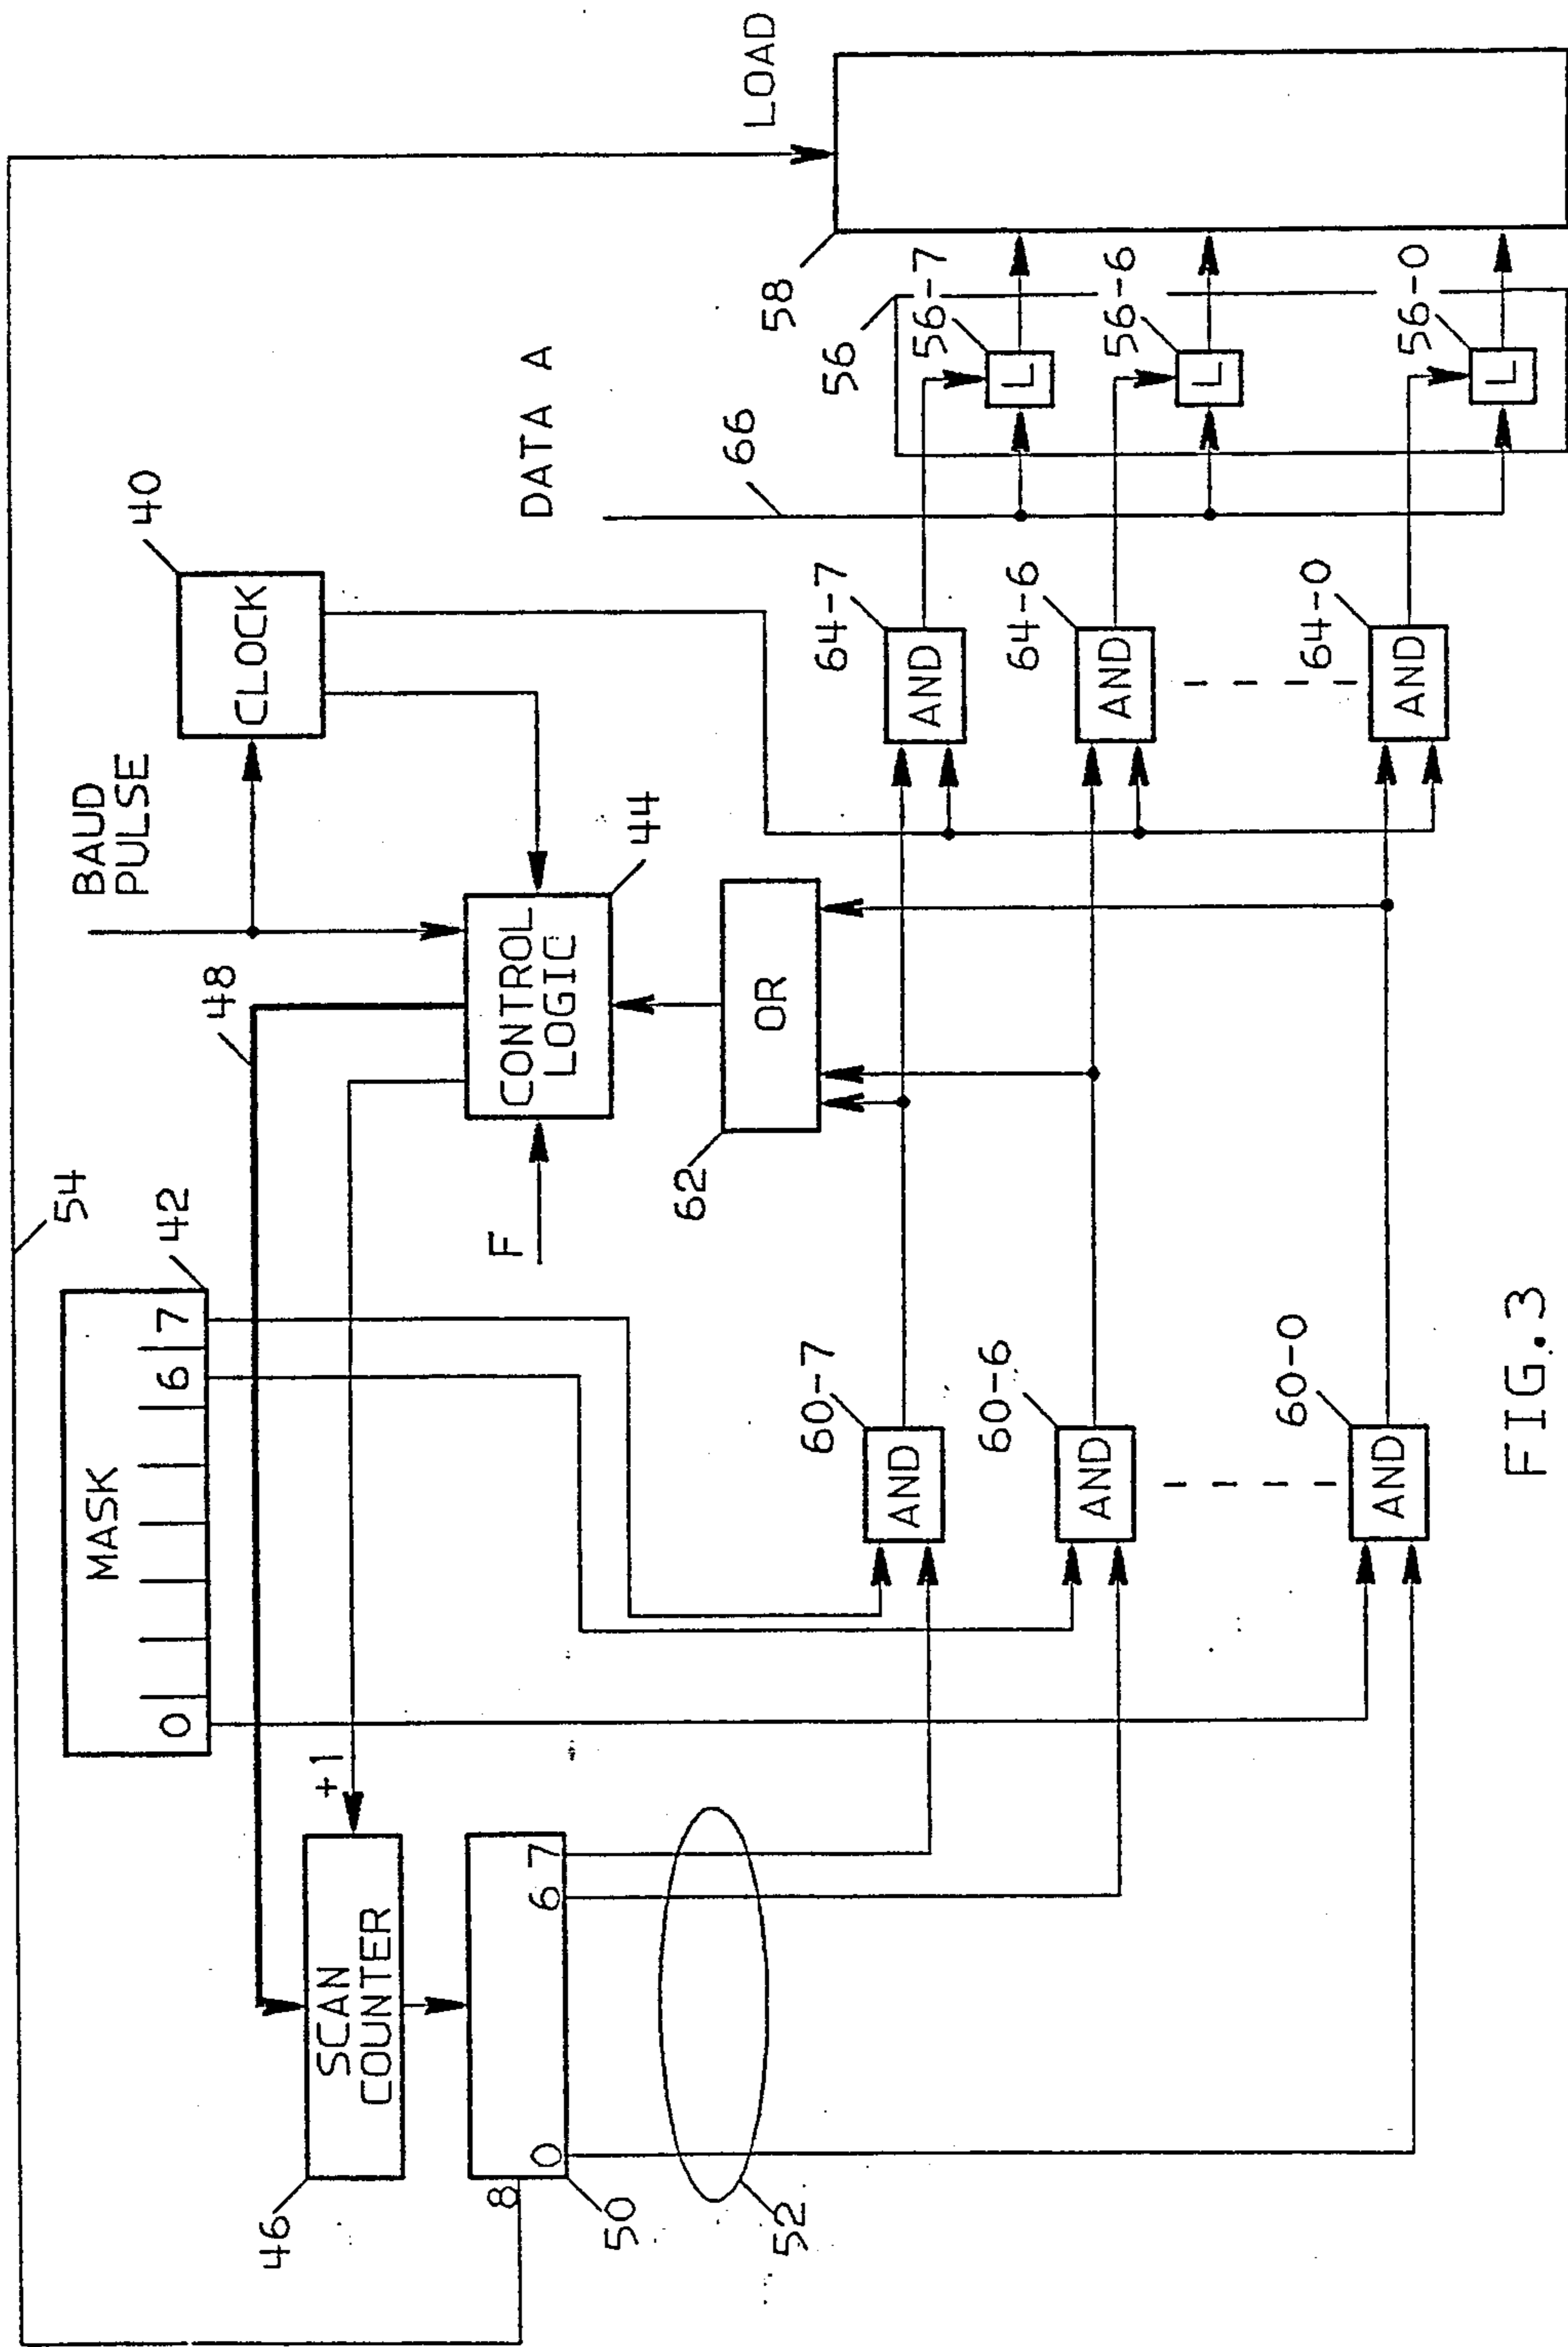 54
MASK
0
6
7
42
48
BAUD
PULSE
40
CLOCK
LOAD
46
SCAN
COUNTER
+1
F
CONTROL
LOGIC
44
DATA A
8
0
6
7
50
52
62
OR
66
58
56
60-7
AND
64-7
AND
56-7
L
60-6
AND
64-6
AND
56-6
L
60-0
AND
64-0
AND
56-0
L
FIG.3